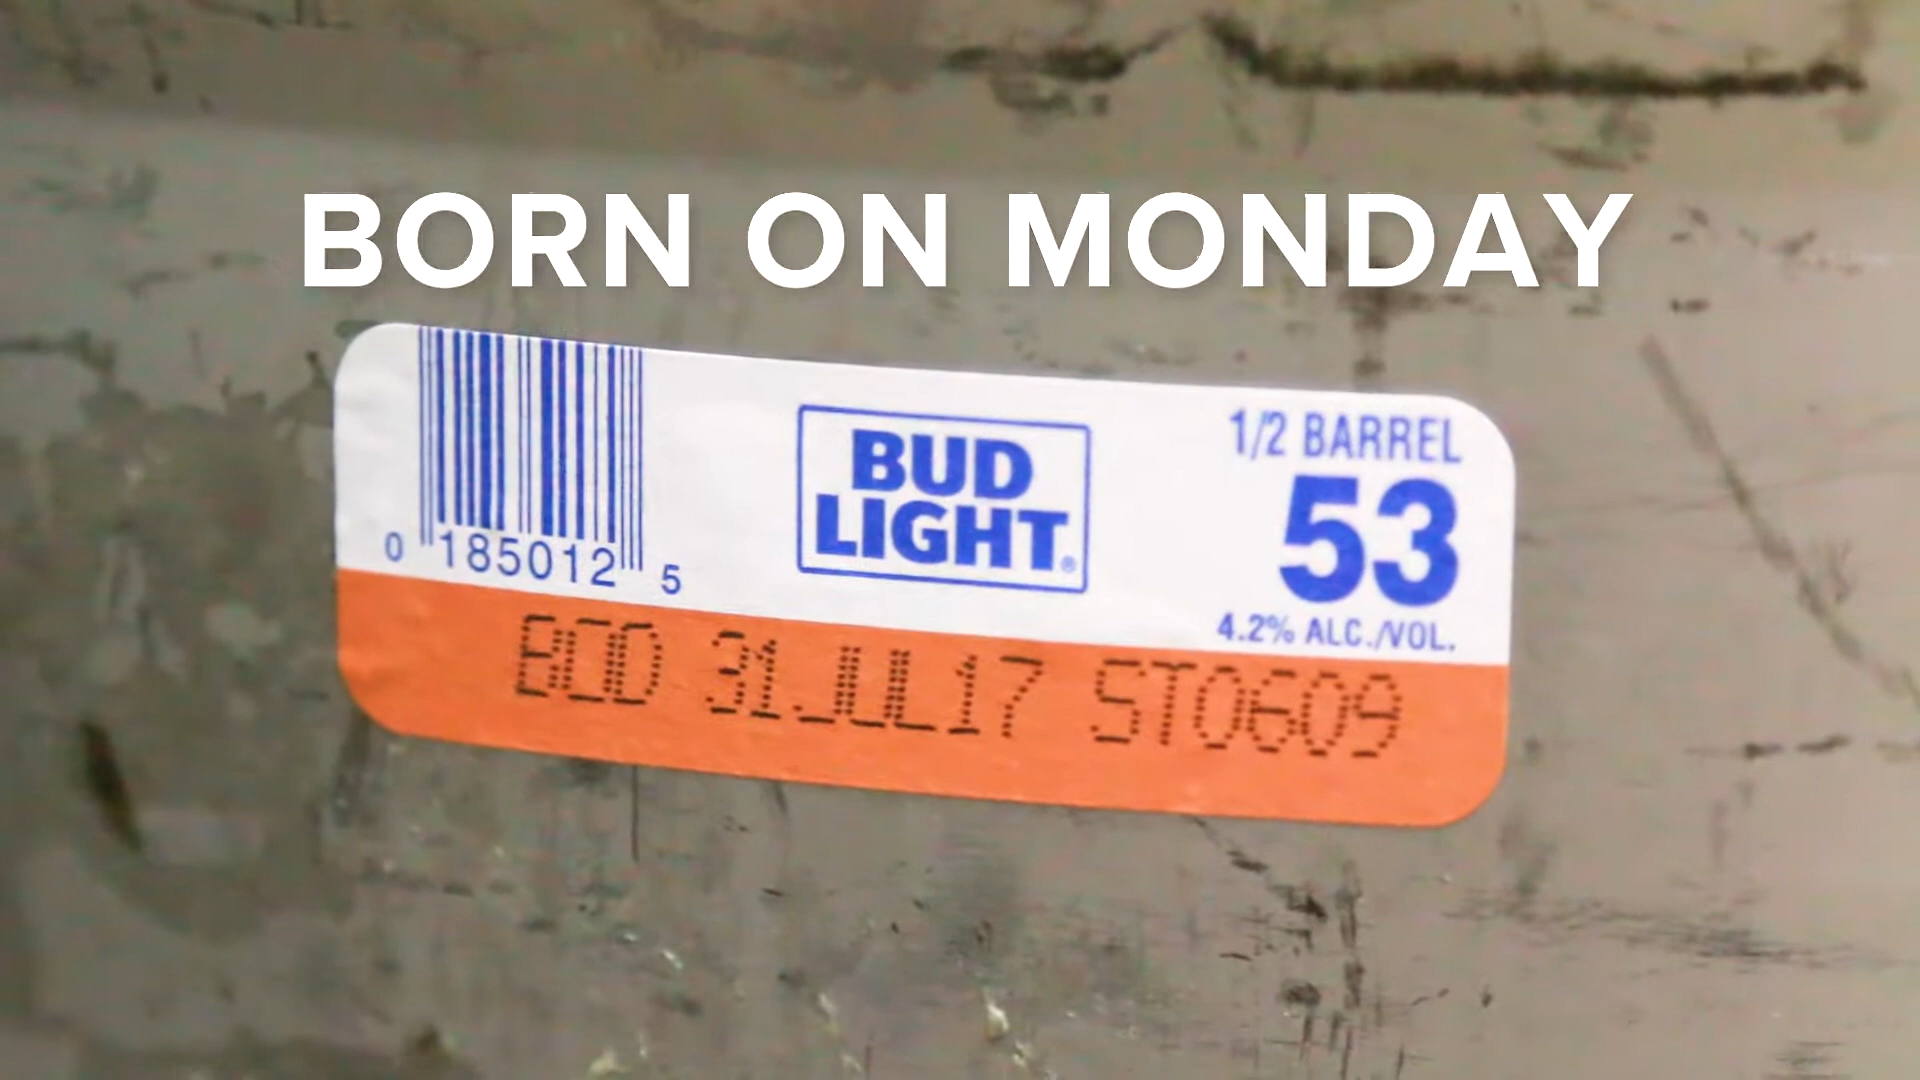 BORN ON MONDAY
BUD
LIGHT®
1/2 BARREL
53
4.2% ALC./VOL.
0 185012 5
BOD 31JUL17 ST0609